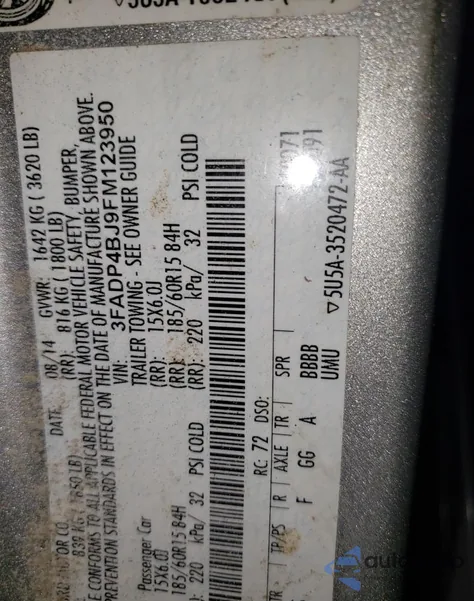 DATE: 08/14 GVWR: 1642 KG ( 3620 LB)
(RR): 816 KG ( 1800 LB)
E CONFORMS TO ALL APPLICABLE FEDERAL MOTOR VEHICLE SAFETY, BUMPER,
PREVENTION STANDARDS IN EFFECT ON THE DATE OF MANUFACTURE SHOWN ABOVE.
VIN: 3FADP4BJ9FM123950
Passenger Car TRAILER TOWING - SEE OWNER GUIDE
15X6.0J (RR): 15X6.0J
185/60R15 84H (RR): 185/60R15 84H
220 kPa/ 32 PSI COLD (RR): 220 kPa/ 32 PSI COLD
RC: 72 DSO:
TR TP/PS R AXLE TR SPR
F GG A BBBB
UMU
▽5U5A-3520472-AA